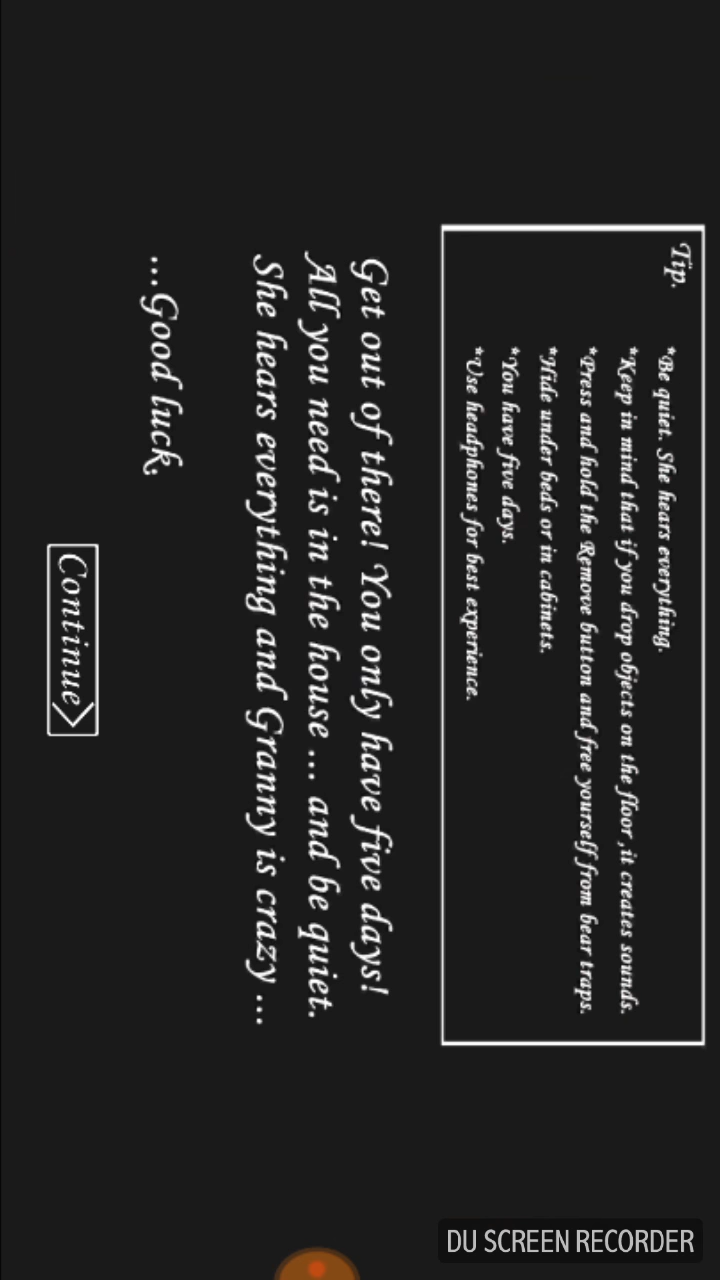 Tip.
*Be quiet. She hears everything.
*Keep in mind that if you drop objects on the floor ,it creates sounds.
*Press and hold the Remove button and free yourself from bear traps.
*Hide under beds or in cabinets.
*You have five days.
*Use headphones for best experience.
Get out of there! You only have five days!
All you need is in the house ... and be quiet.
She hears everything and Granny is crazy ...
...Good luck.
Continue
DU SCREEN RECORDER